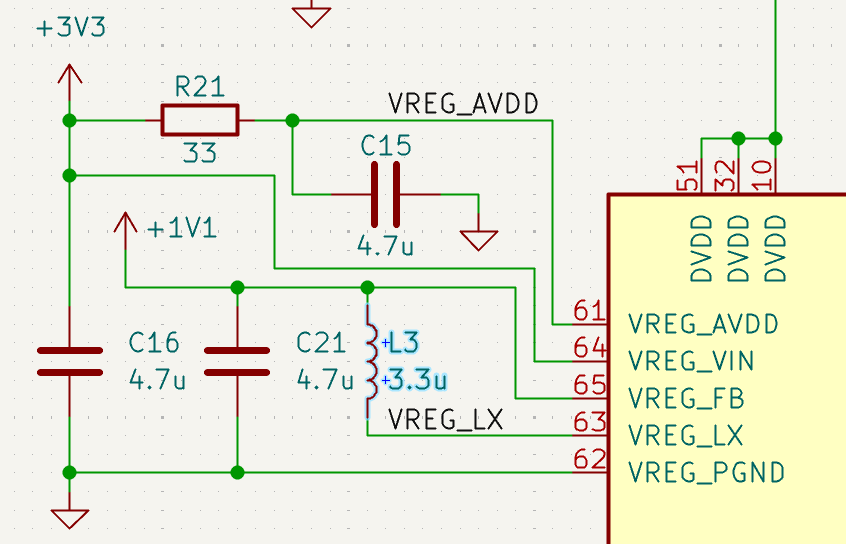 +3V3
R21
33
VREG_AVDD
C15
4.7u
+1V1
C16
4.7u
C21
4.7u
L3
3.3u
VREG_LX
51
32
10
DVDD
DVDD
DVDD
61
VREG_AVDD
64
VREG_VIN
65
VREG_FB
63
VREG_LX
62
VREG_PGND